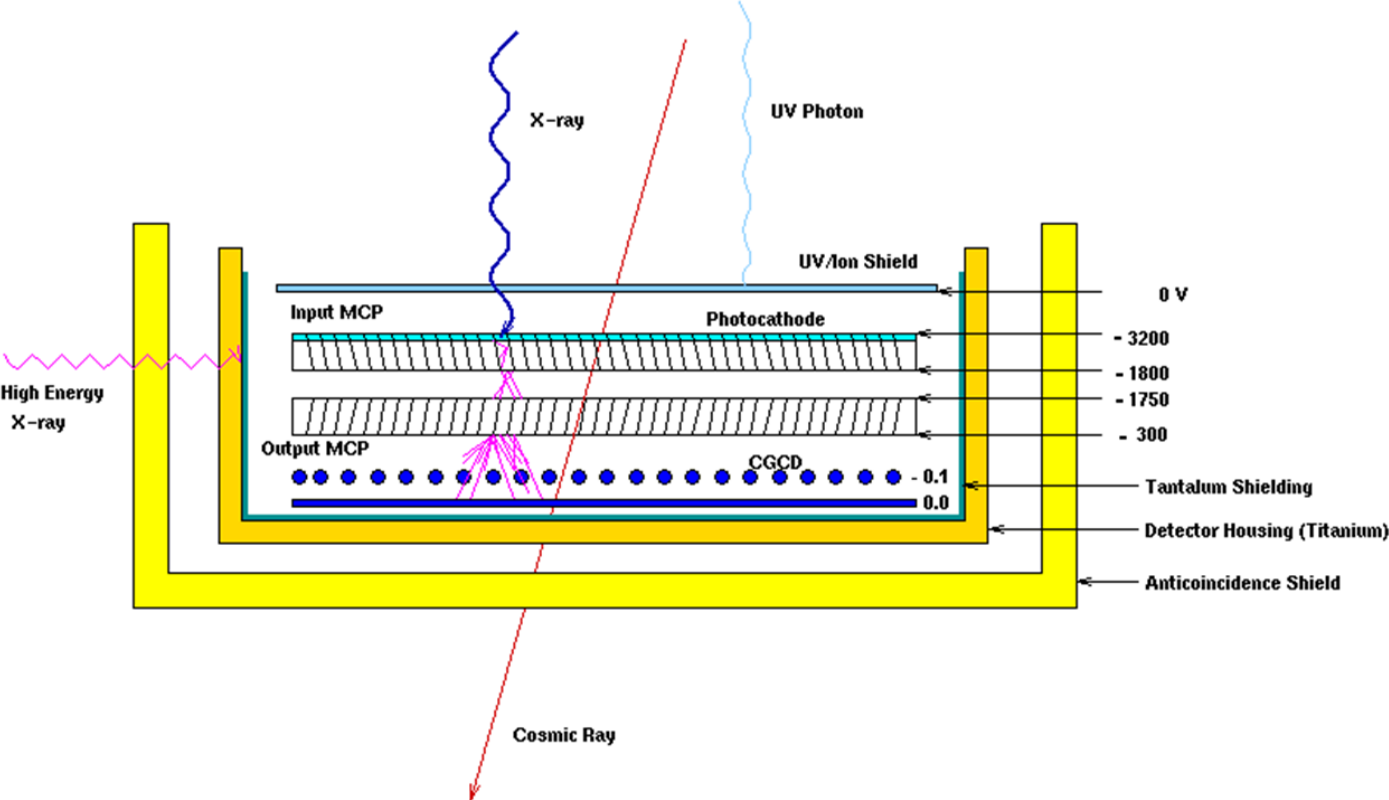 X-ray
UV Photon
UV/Ion Shield
0 V
Input MCP
Photocathode
- 3200
High Energy
X-ray
- 1800
- 1750
- 300
Output MCP
CGCD
- 0.1
0.0
Tantalum Shielding
Detector Housing (Titanium)
Anticoincidence Shield
Cosmic Ray